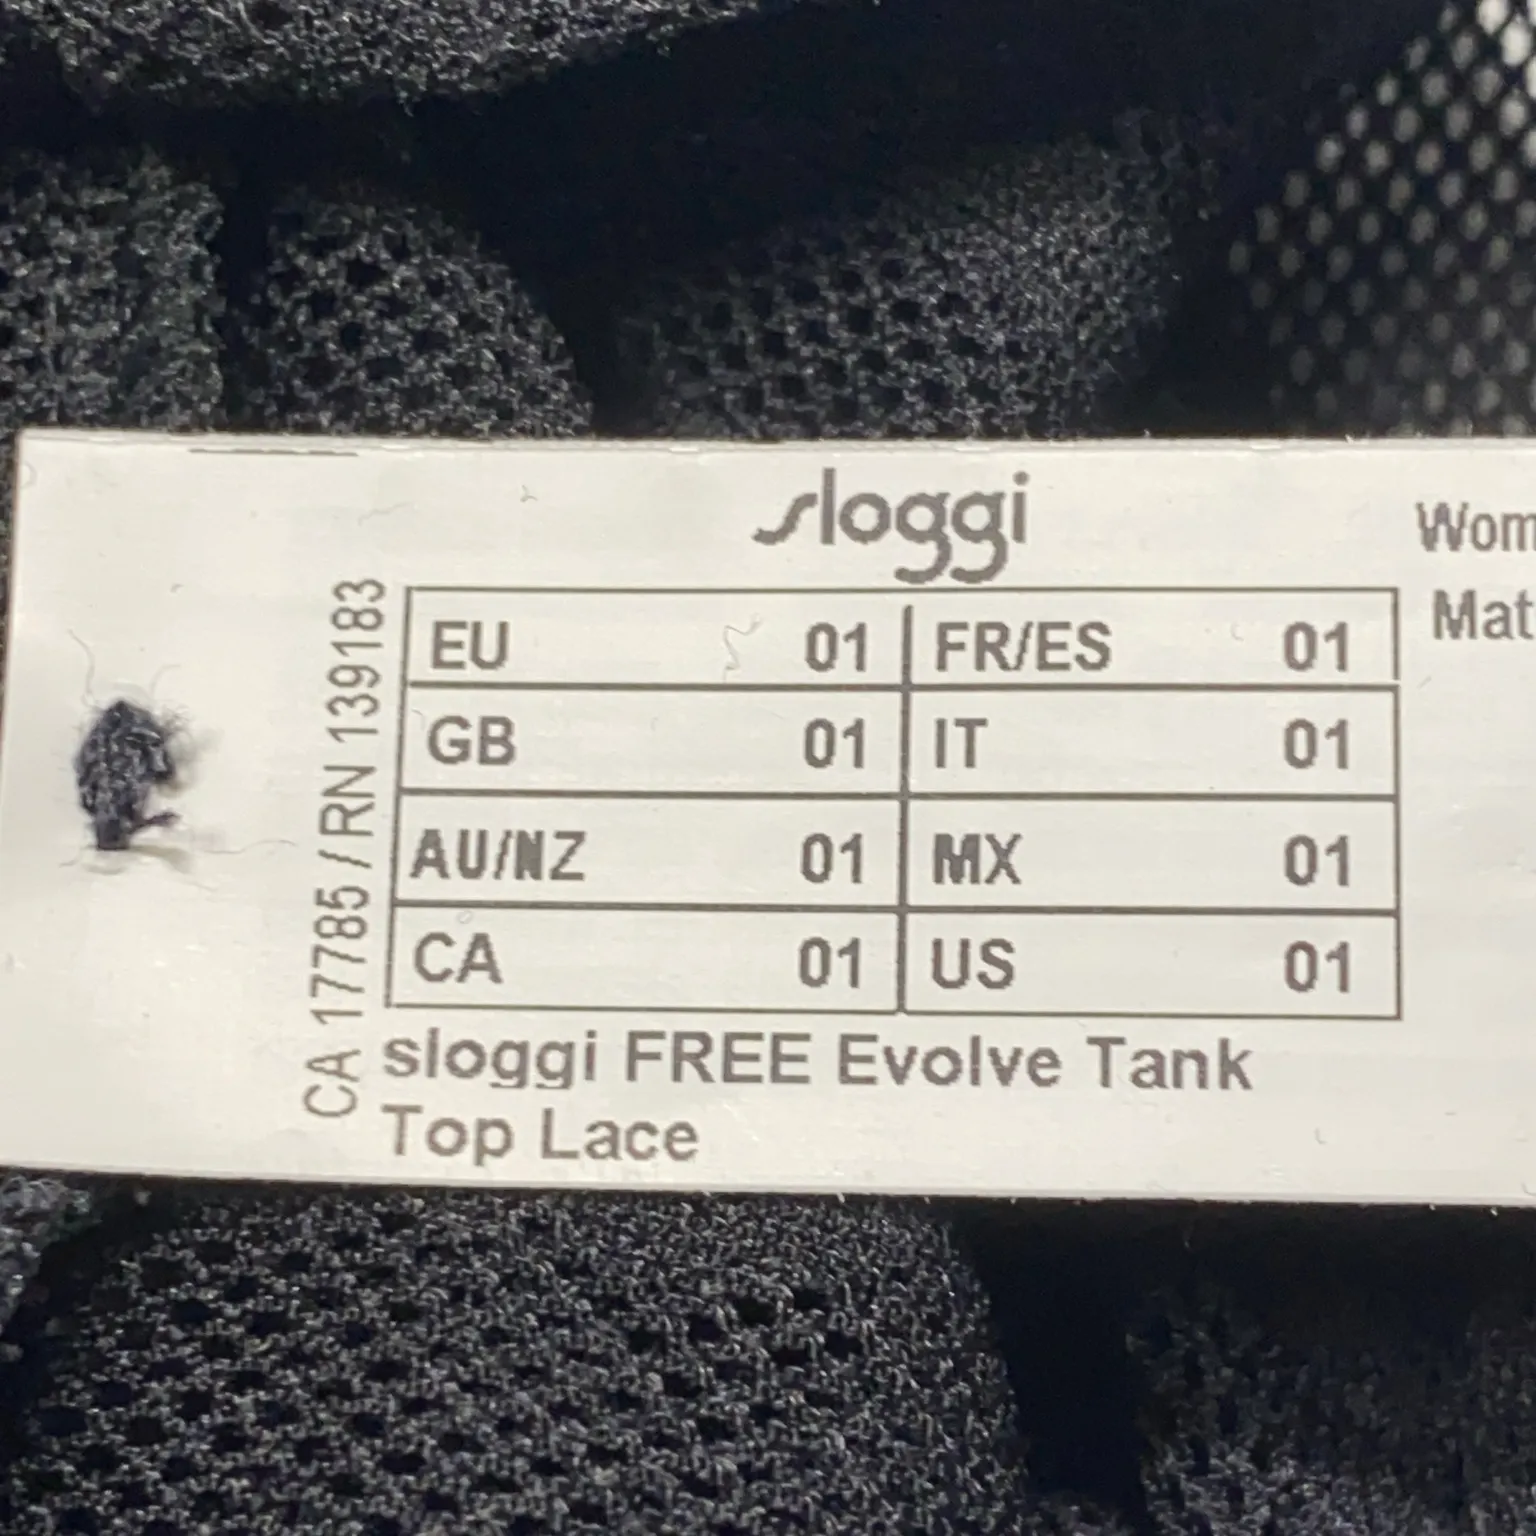 sloggi
CA 17785 / RN 139183
EU 01 FR/ES 01
GB 01 IT 01
AU/NZ 01 MX 01
CA 01 US 01
sloggi FREE Evolve Tank
Top Lace
Wom
Mat